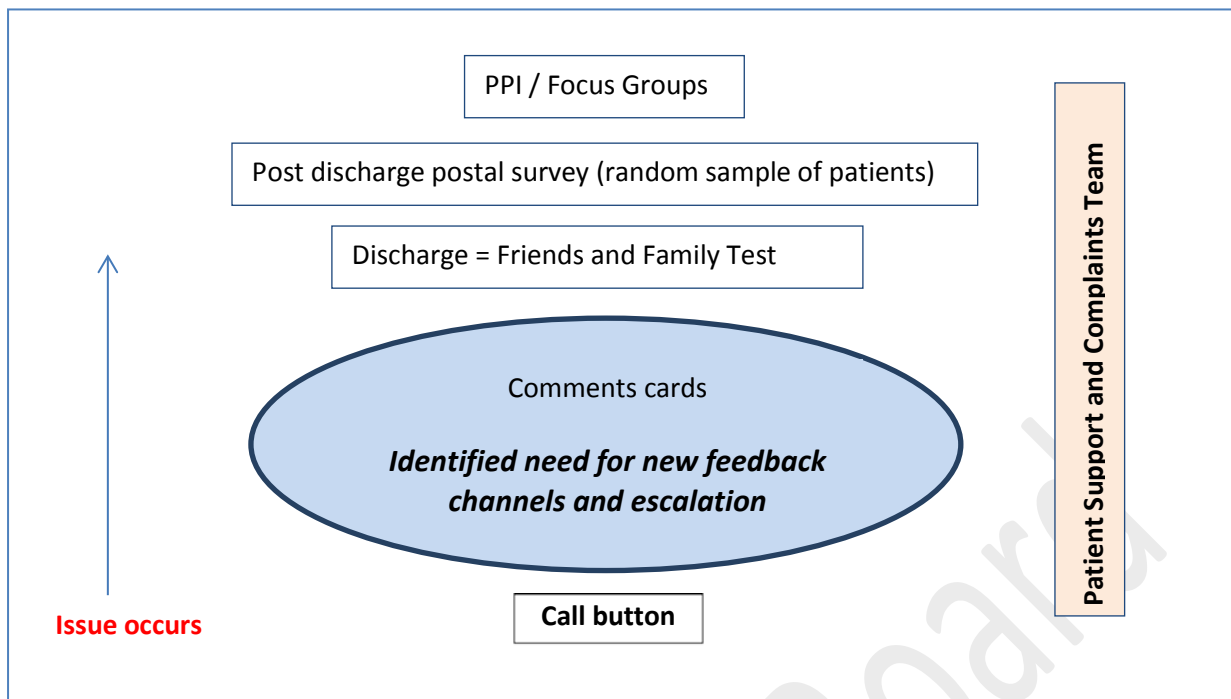 PPI / Focus Groups
Post discharge postal survey (random sample of patients)
Discharge = Friends and Family Test
Comments cards
Identified need for new feedback
channels and escalation
Call button
Issue occurs
Patient Support and Complaints Team